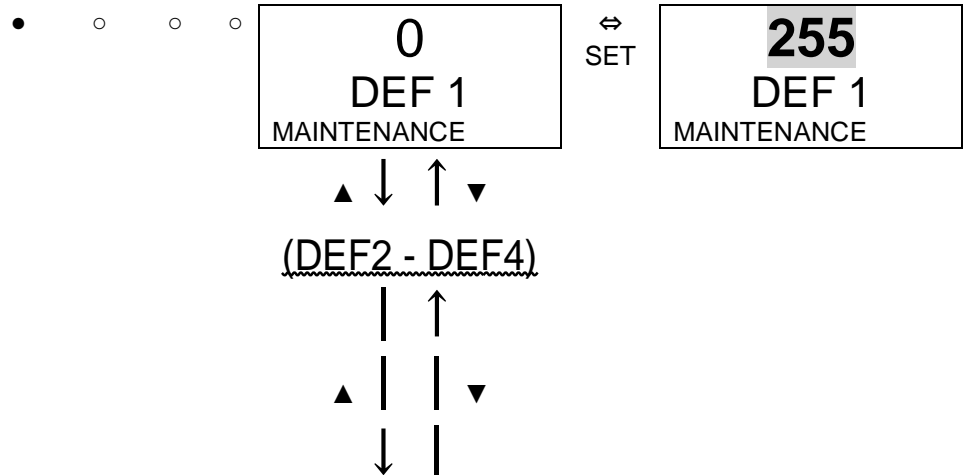 ● ○ ○ ○
0
DEF 1
MAINTENANCE
⇔
SET
255
DEF 1
MAINTENANCE
▲ ↓ ↑ ▼
(DEF2 - DEF4)
↑
▲ ▼
↓